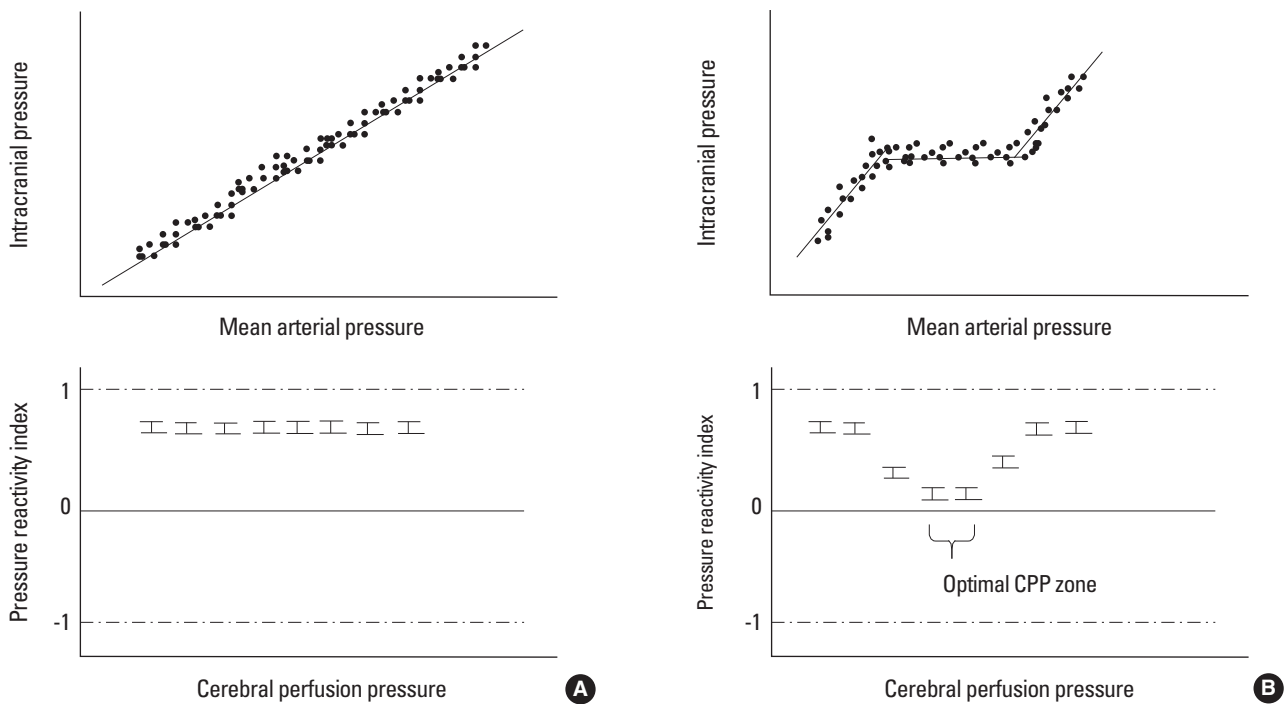 Intracranial pressure
Mean arterial pressure
Pressure reactivity index
1
0
-1
Cerebral perfusion pressure
A
Intracranial pressure
Mean arterial pressure
Pressure reactivity index
1
0
-1
Optimal CPP zone
Cerebral perfusion pressure
B